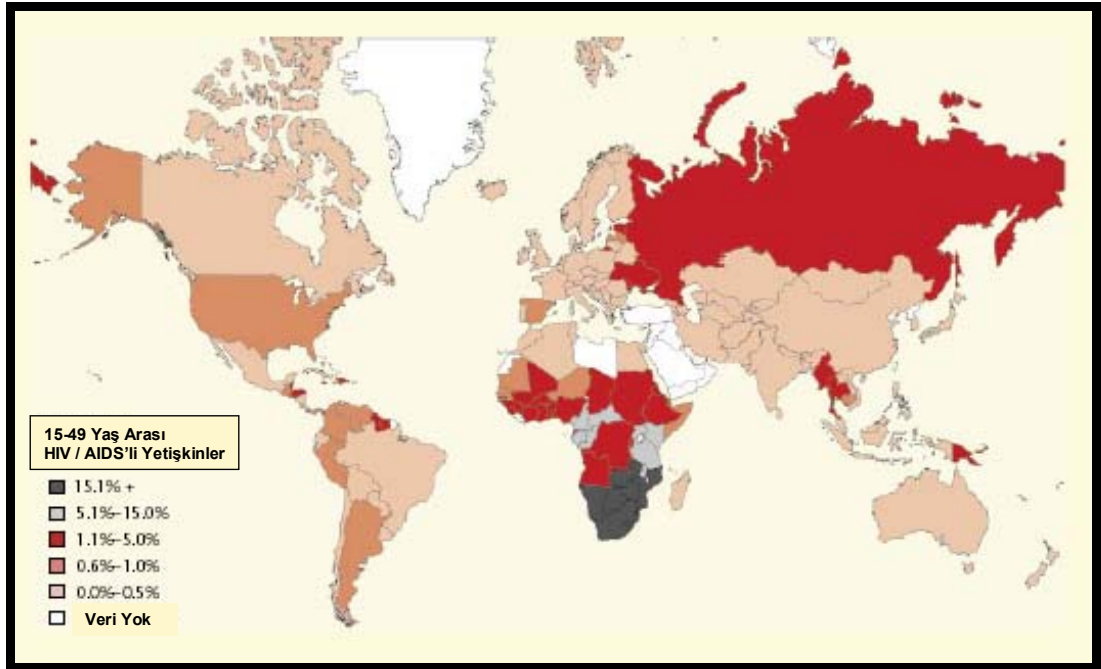 15-49 Yaş Arası
HIV / AIDS'li Yetişkinler
15.1% +
5.1%–15.0%
1.1%–5.0%
0.6%–1.0%
0.0%–0.5%
Veri Yok